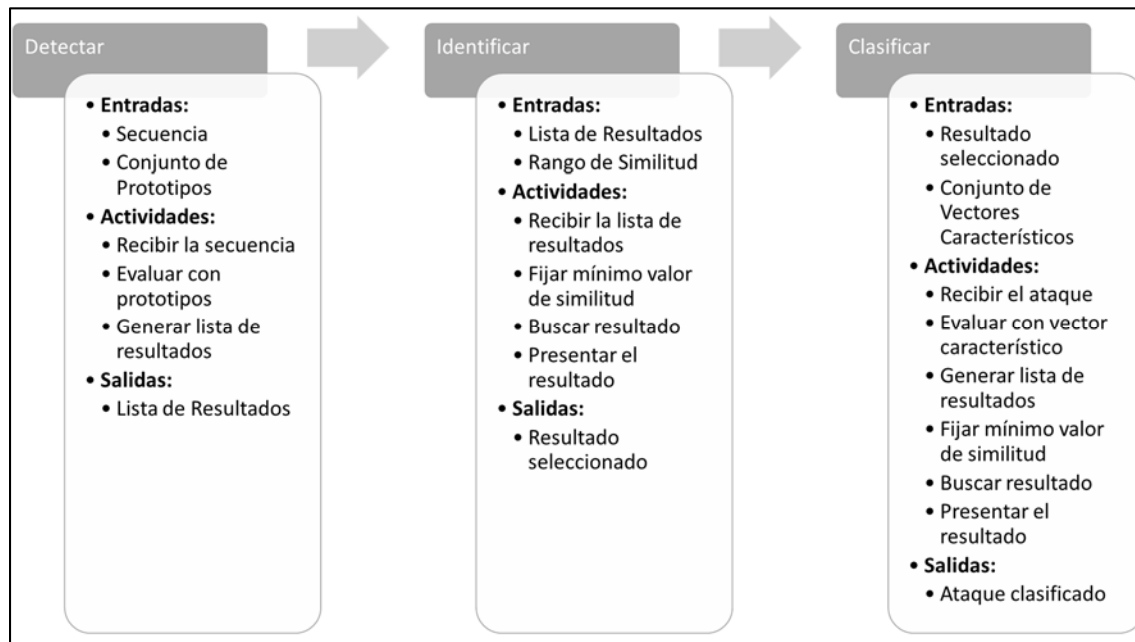 Detectar
• Entradas:
• Secuencia
• Conjunto de
Prototipos
• Actividades:
• Recibir la secuencia
• Evaluar con
prototipos
• Generar lista de
resultados
• Salidas:
• Lista de Resultados
Identificar
• Entradas:
• Lista de Resultados
• Rango de Similitud
• Actividades:
• Recibir la lista de
resultados
• Fijar mínimo valor
de similitud
• Buscar resultado
• Presentar el
resultado
• Salidas:
• Resultado
seleccionado
Clasificar
• Entradas:
• Resultado
seleccionado
• Conjunto de
Vectores
Característicos
• Actividades:
• Recibir el ataque
• Evaluar con vector
característico
• Generar lista de
resultados
• Fijar mínimo valor
de similitud
• Buscar resultado
• Presentar el
resultado
• Salidas:
• Ataque clasificado